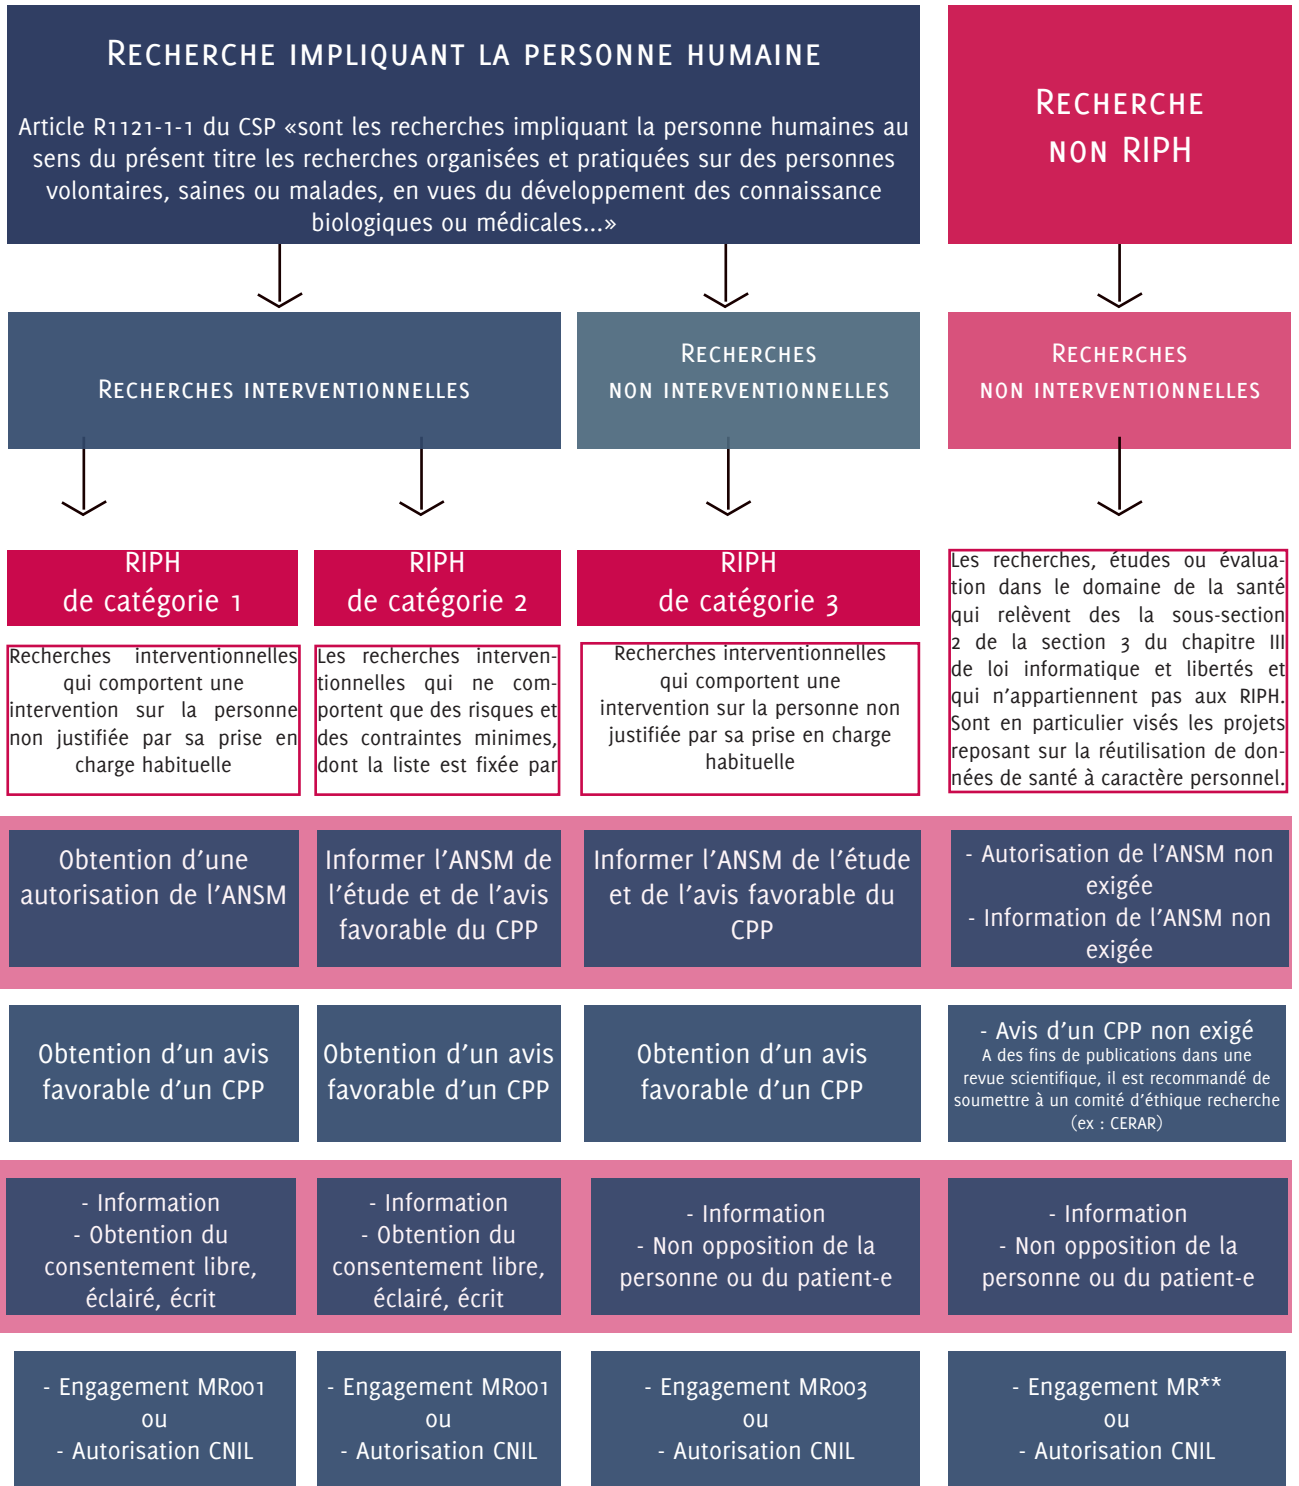 Recherche impliquant la personne humaine
Article R1121-1-1 du CSP «sont les recherches impliquant la personne humaines au
sens du présent titre les recherches organisées et pratiquées sur des personnes
volontaires, saines ou malades, en vues du développement des connaissance
biologiques ou médicales...»
Recherche
non RIPH
Recherches interventionnelles
Recherches
non interventionnelles
Recherches
non interventionnelles
RIPH
de catégorie 1
RIPH
de catégorie 2
RIPH
de catégorie 3
Recherches interventionnelles
qui comportent une
intervention sur la personne
non justifiée par sa prise en
charge habituelle
Les recherches interven-
tionnelles qui ne com-
portent que des risques et
des contraintes minimes,
dont la liste est fixée par
Recherches interventionnelles
qui comportent une
intervention sur la personne non
justifiée par sa prise en charge
habituelle
Les recherches, études ou évalua-
tion dans le domaine de la santé
qui relèvent des la sous-section
2 de la section 3 du chapitre III
de loi informatique et libertés et
qui n'appartiennent pas aux RIPH.
Sont en particulier visés les projets
reposant sur la réutilisation de don-
nées de santé à caractère personnel.
Obtention d'une
autorisation de l'ANSM
Informer l'ANSM de
l'étude et de l'avis
favorable du CPP
Informer l'ANSM de l'étude
et de l'avis favorable du
CPP
- Autorisation de l'ANSM non
exigée
- Information de l'ANSM non
exigée
Obtention d'un avis
favorable d'un CPP
Obtention d'un avis
favorable d'un CPP
Obtention d'un avis
favorable d'un CPP
- Avis d'un CPP non exigé
A des fins de publications dans une
revue scientifique, il est recommandé de
soumettre à un comité d'éthique recherche
(ex : CERAR)
- Information
- Obtention du
consentement libre,
éclairé, écrit
- Information
- Obtention du
consentement libre,
éclairé, écrit
- Information
- Non opposition de la
personne ou du patient-e
- Information
- Non opposition de la
personne ou du patient-e
- Engagement MR001
ou
- Autorisation CNIL
- Engagement MR001
ou
- Autorisation CNIL
- Engagement MR003
ou
- Autorisation CNIL
- Engagement MR**
ou
- Autorisation CNIL